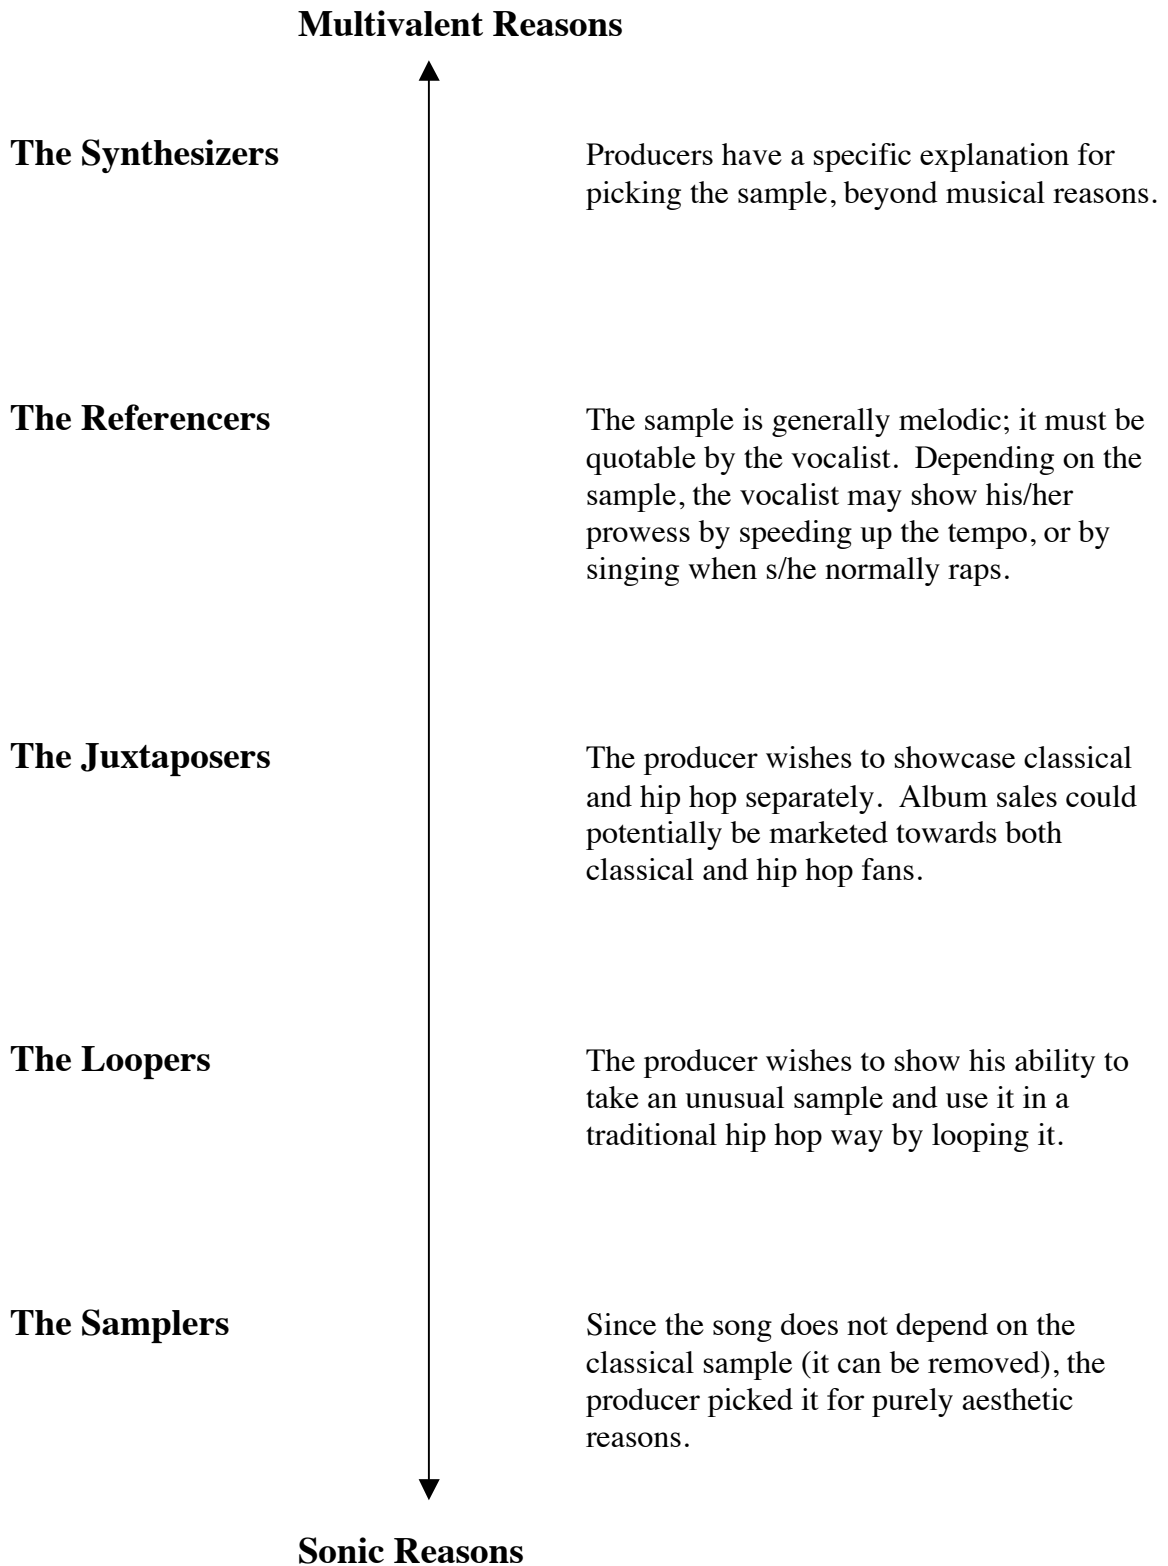 Multivalent Reasons
The Synthesizers
Producers have a specific explanation for
picking the sample, beyond musical reasons.
The Referencers
The sample is generally melodic; it must be
quotable by the vocalist.  Depending on the
sample, the vocalist may show his/her
prowess by speeding up the tempo, or by
singing when s/he normally raps.
The Juxtaposers
The producer wishes to showcase classical
and hip hop separately.  Album sales could
potentially be marketed towards both
classical and hip hop fans.
The Loopers
The producer wishes to show his ability to
take an unusual sample and use it in a
traditional hip hop way by looping it.
The Samplers
Since the song does not depend on the
classical sample (it can be removed), the
producer picked it for purely aesthetic
reasons.
Sonic Reasons